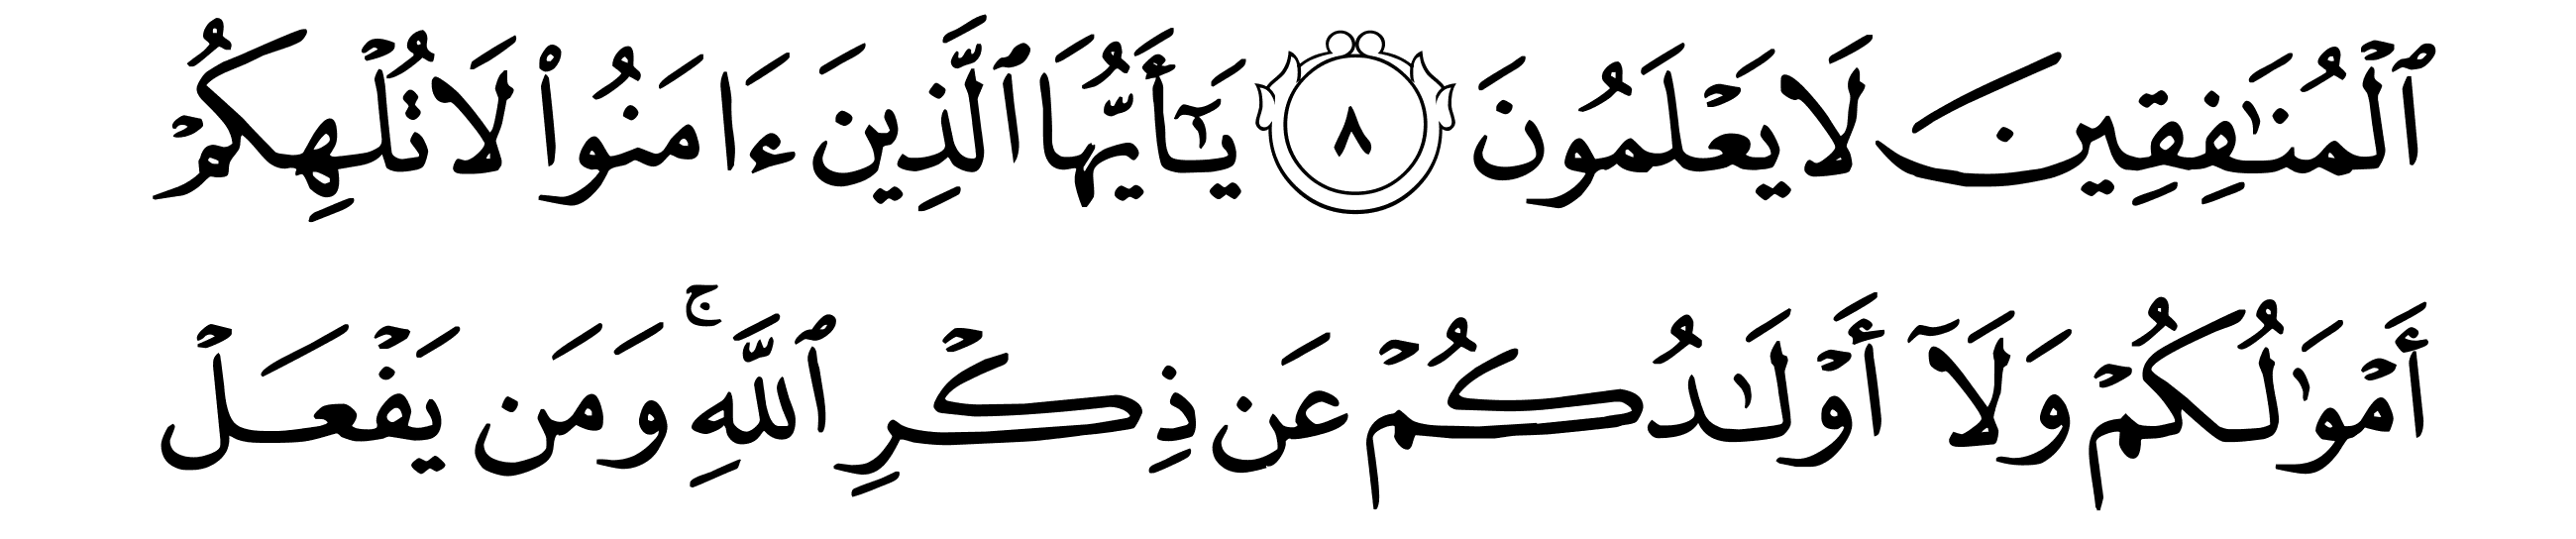 ٱلْمُنَٰفِقِينَ لَا يَعْلَمُونَ ٨ يَٰٓأَيُّهَا ٱلَّذِينَ ءَامَنُوا۟ لَا تُلْهِكُمْ
أَمْوَٰلُكُمْ وَلَآ أَوْلَٰدُكُمْ عَن ذِكْرِ ٱللَّهِ ۚ وَمَن يَفْعَلْ